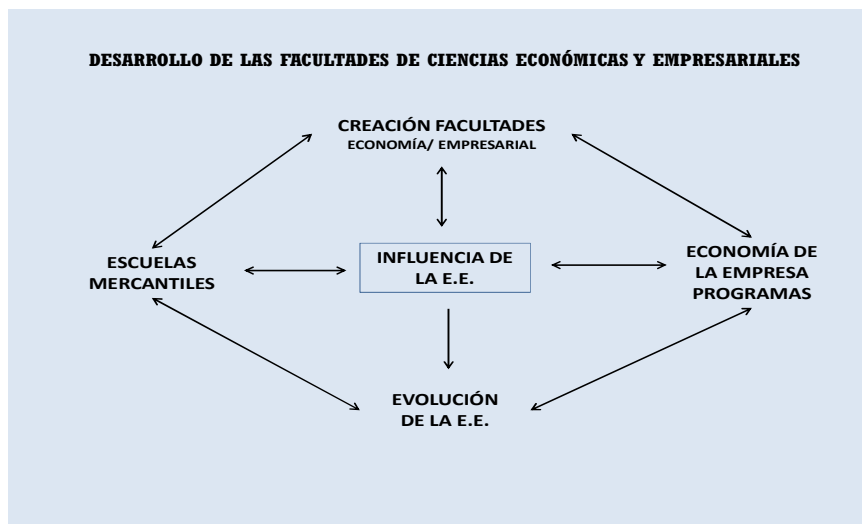 DESARROLLO DE LAS FACULTADES DE CIENCIAS ECONÓMICAS Y EMPRESARIALES
CREACIÓN FACULTADES
ECONOMÍA/ EMPRESARIAL
ESCUELAS
MERCANTILES
INFLUENCIA DE
LA E.E.
ECONOMÍA DE
LA EMPRESA
PROGRAMAS
EVOLUCIÓN
DE LA E.E.